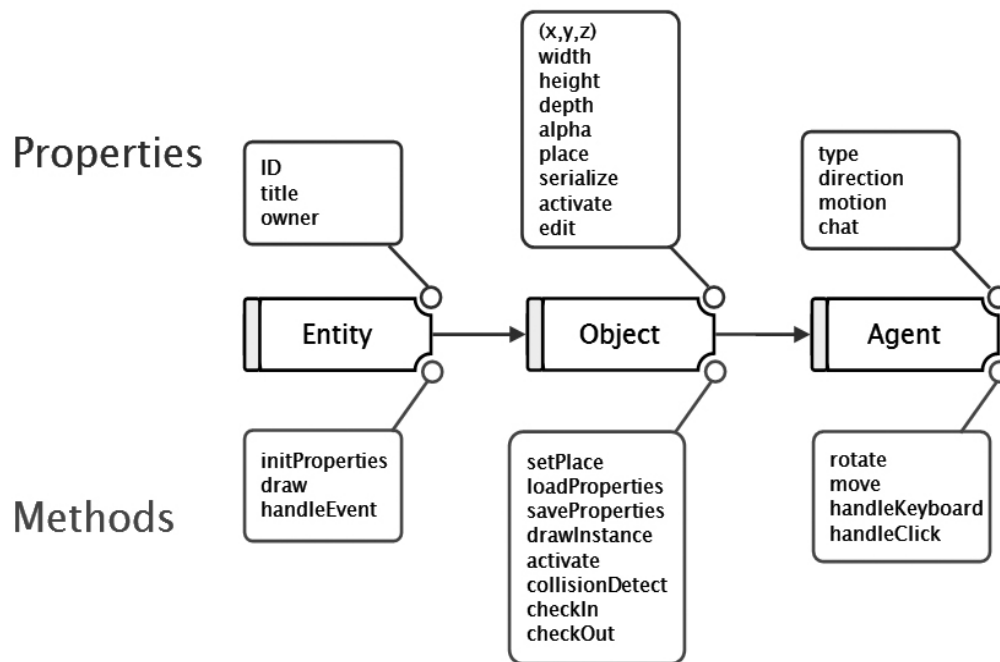 Properties
ID
title
owner
(x,y,z)
width
height
depth
alpha
place
serialize
activate
edit
type
direction
motion
chat
Entity
Object
Agent
Methods
initProperties
draw
handleEvent
setPlace
loadProperties
saveProperties
drawInstance
activate
collisionDetect
checkIn
checkOut
rotate
move
handleKeyboard
handleClick